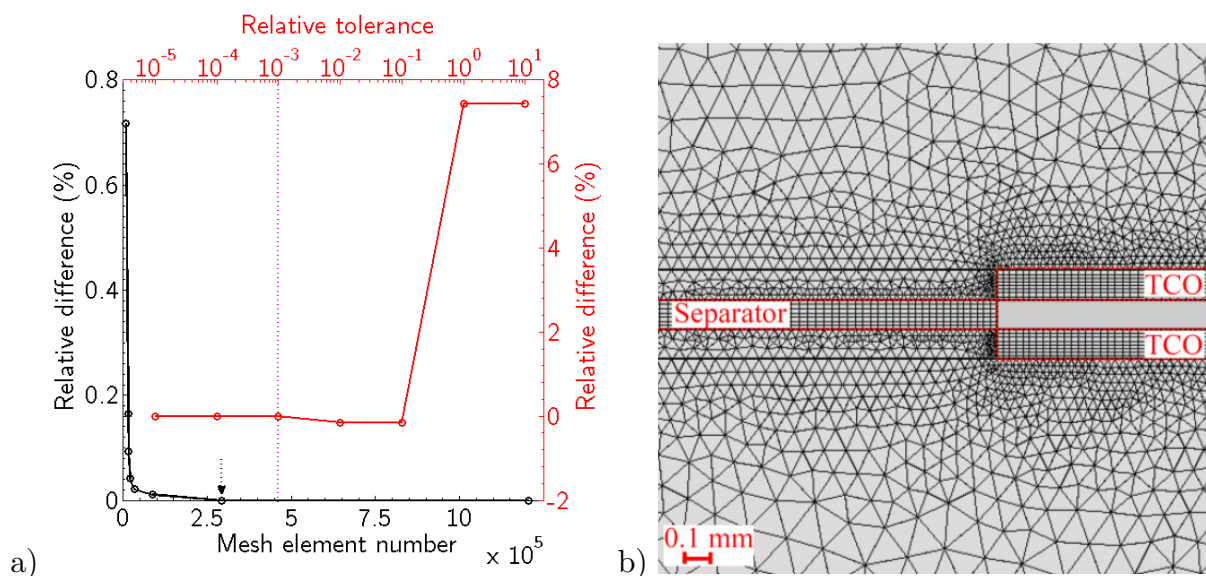 Relative tolerance
10^-5 10^-4 10^-3 10^-2 10^-1 10^0 10^1
0.8
0.6
0.4
0.2
0
Relative difference (%)
8
6
4
2
0
-2
Relative difference (%)
0 2.5 5 7.5 10
Mesh element number
x 10^5
a)
TCO
Separator
TCO
0.1 mm
b)